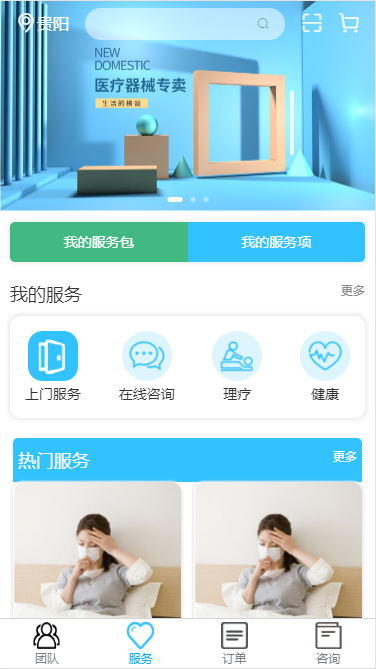 贵阳
NEW
DOMESTIC
医疗器械专卖
生活的横润
我的服务包 我的服务项
我的服务 更多
上门服务 在线咨询 理疗 健康
热门服务 更多
团队 服务 订单 咨询